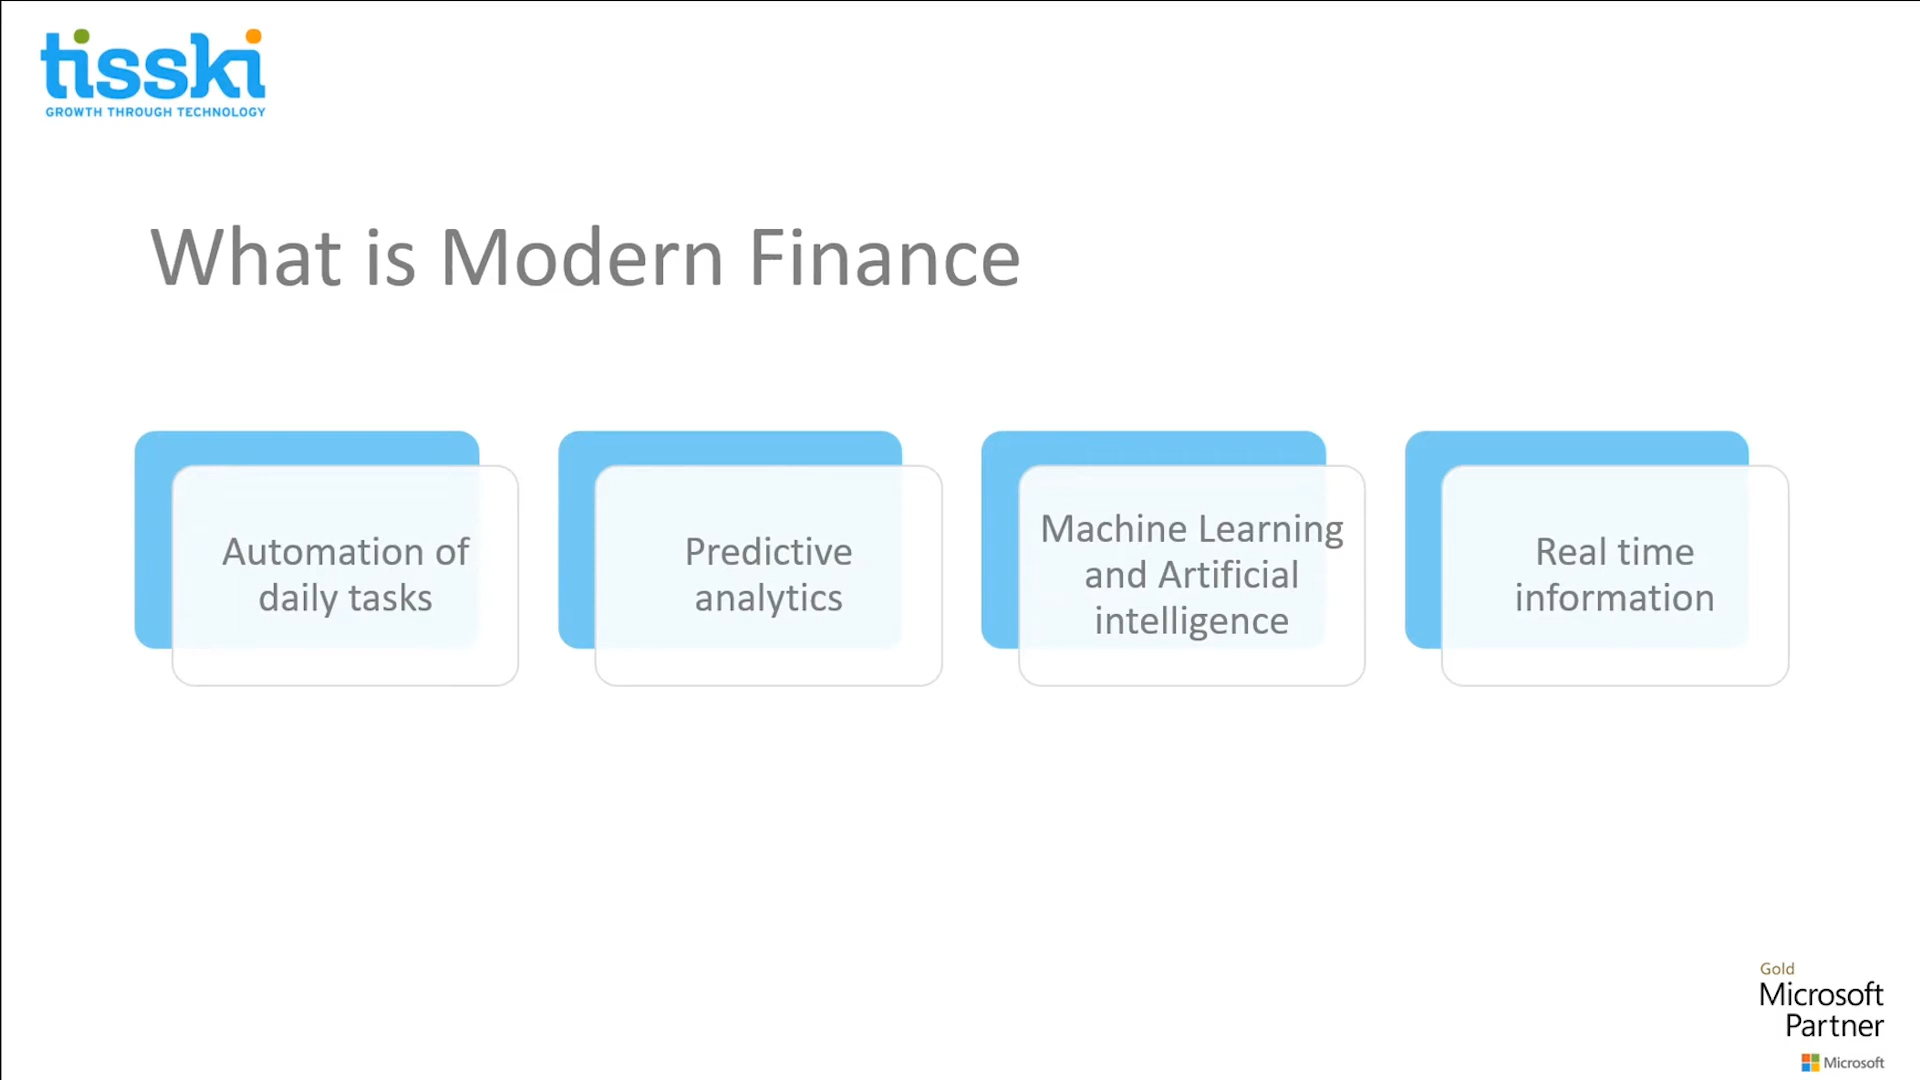 tisski
GROWTH THROUGH TECHNOLOGY
What is Modern Finance
Automation of
daily tasks
Predictive
analytics
Machine Learning
and Artificial
intelligence
Real time
information
Gold
Microsoft
Partner
Microsoft